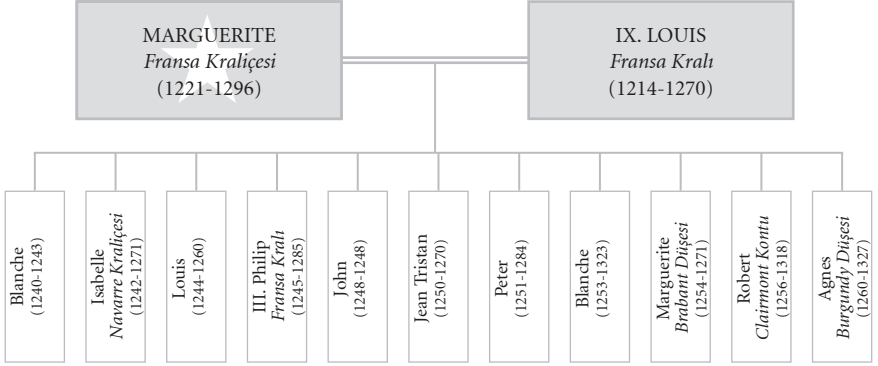 MARGUERITE
Fransa Kraliçesi
(1221-1296)
IX. LOUIS
Fransa Kralı
(1214-1270)
Blanche
(1240-1243)
Isabelle
Navarre Kraliçesi
(1242-1271)
Louis
(1244-1260)
III. Philip
Fransa Kralı
(1245-1285)
John
(1248-1248)
Jean Tristan
(1250-1270)
Peter
(1251-1284)
Blanche
(1253-1323)
Marguerite
Brabant Düşesi
(1254-1271)
Robert
Clairmont Kontu
(1256-1318)
Agnes
Burgundy Düşesi
(1260-1327)